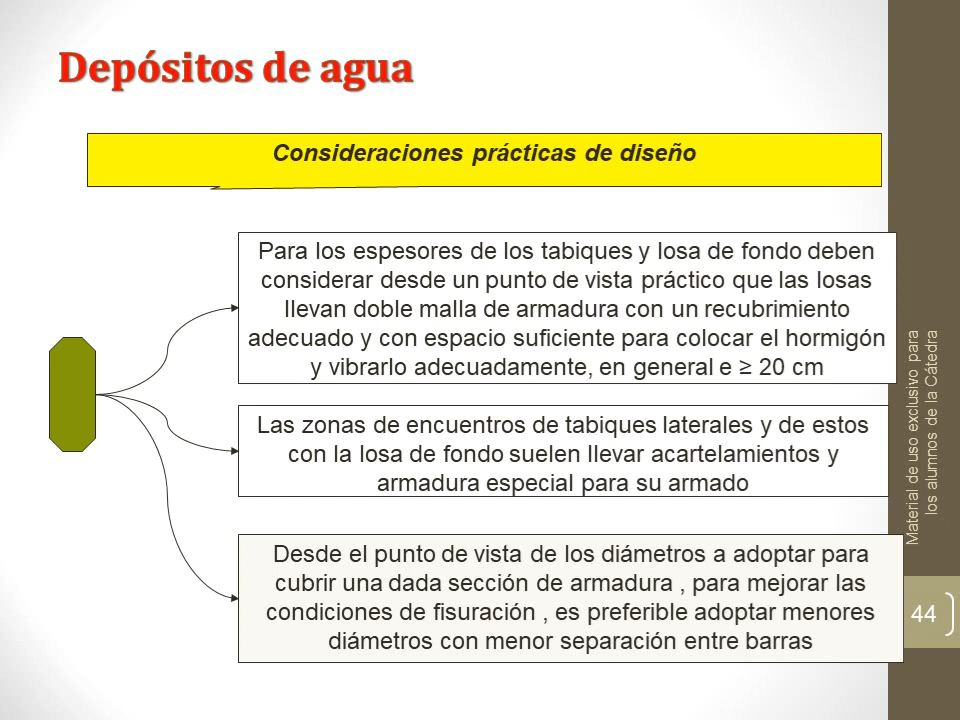 Depósitos de agua
Consideraciones prácticas de diseño
Para los espesores de los tabiques y losa de fondo deben
considerar desde un punto de vista práctico que las losas
llevan doble malla de armadura con un recubrimiento
adecuado y con espacio suficiente para colocar el hormigón
y vibrarlo adecuadamente, en general e ≥ 20 cm
Las zonas de encuentros de tabiques laterales y de estos
con la losa de fondo suelen llevar acartelamientos y
armadura especial para su armado
Desde el punto de vista de los diámetros a adoptar para
cubrir una dada sección de armadura , para mejorar las
condiciones de fisuración , es preferible adoptar menores
diámetros con menor separación entre barras
Material de uso exclusivo para
los alumnos de la Cátedra
44